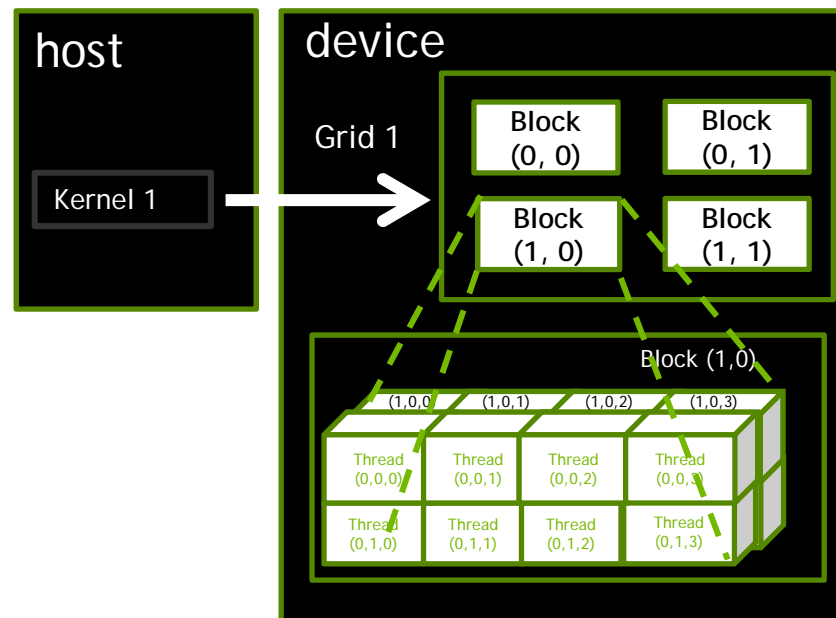 host
device
Grid 1
Kernel 1
Block
(0, 0)
Block
(0, 1)
Block
(1, 0)
Block
(1, 1)
Block (1,0)
(1,0,0)
(1,0,1)
(1,0,2)
(1,0,3)
Thread
(0,0,0)
Thread
(0,0,1)
Thread
(0,0,2)
Thread
(0,0,3)
Thread
(0,1,0)
Thread
(0,1,1)
Thread
(0,1,2)
Thread
(0,1,3)